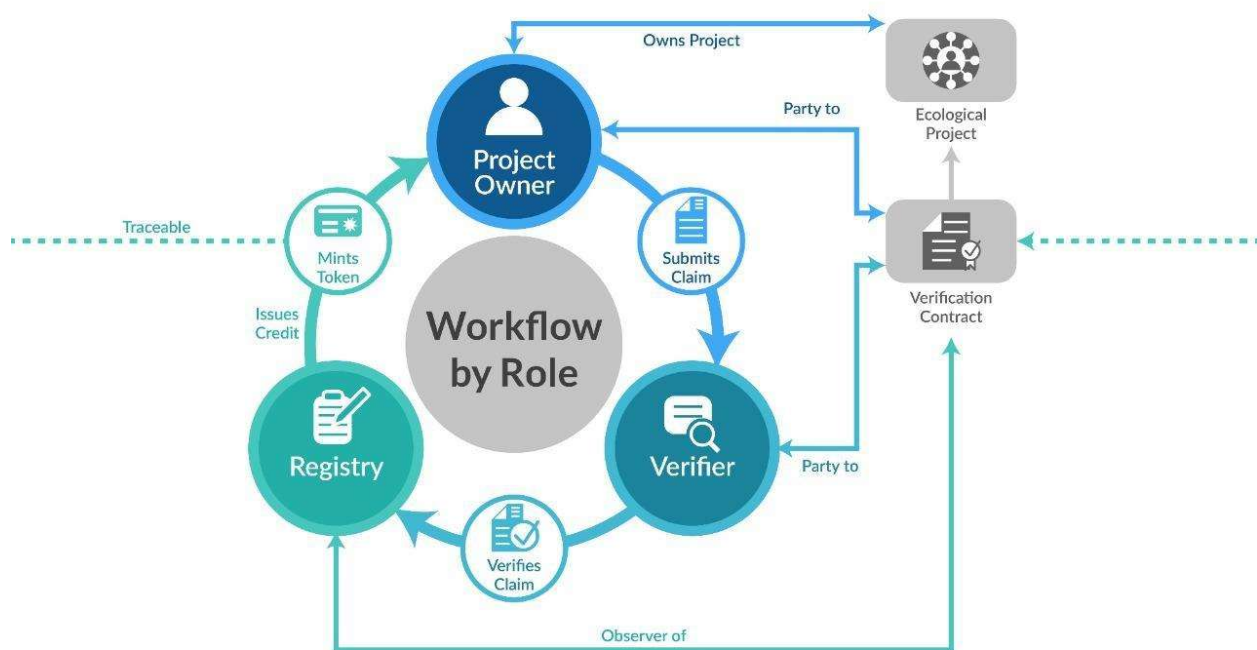 Owns Project
Project
Owner
Party to
Ecological
Project
Traceable
Mints
Token
Submits
Claim
Issues
Credit
Workflow
by Role
Verification
Contract
Registry
Verifier
Party to
Verifies
Claim
Observer of